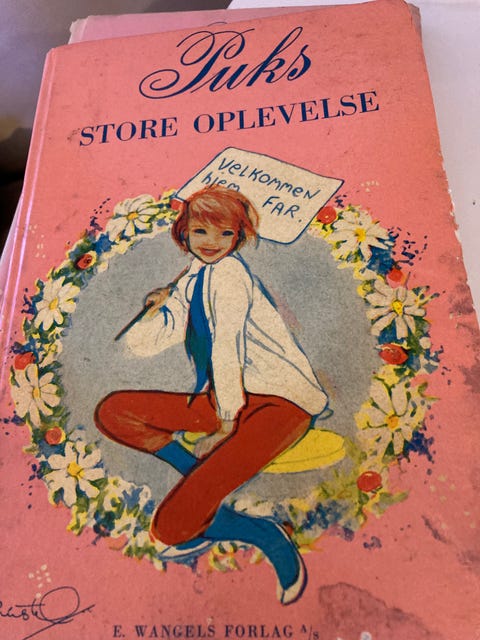 Puks
STORE OPLEVELSE
VELKOMMEN
hjem FAR.
E. WANGELS FORLAG A/S